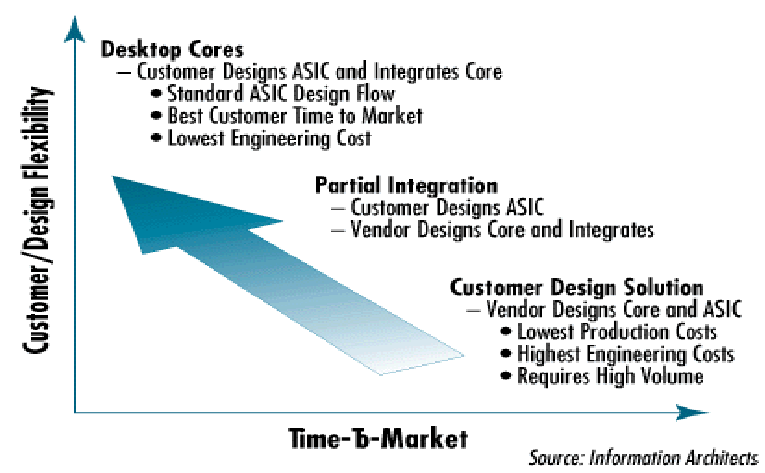 Desktop Cores
– Customer Designs ASIC and Integrates Core
• Standard ASIC Design Flow
• Best Customer Time to Market
• Lowest Engineering Cost
Customer/Design Flexibility
Partial Integration
– Customer Designs ASIC
– Vendor Designs Core and Integrates
Customer Design Solution
– Vendor Designs Core and ASIC
• Lowest Production Costs
• Highest Engineering Costs
• Requires High Volume
Time-To-Market
Source: Information Architects